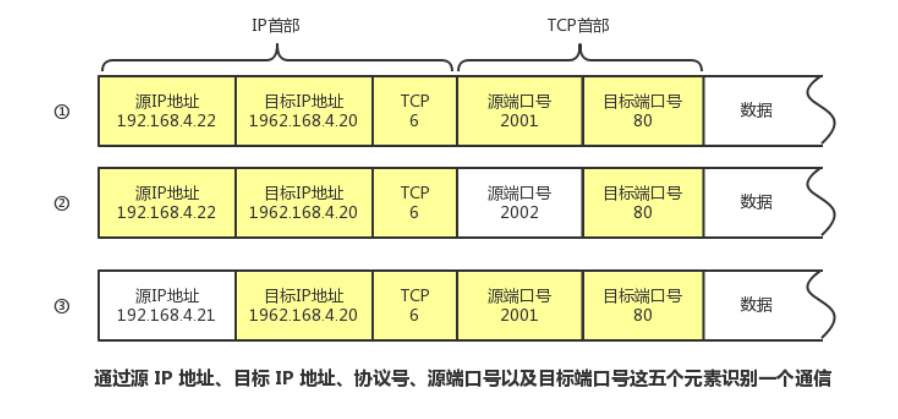 IP首部 TCP首部
① 源IP地址 目标IP地址 TCP 源端口号 目标端口号 数据
192.168.4.22 1962.168.4.20 6 2001 80
② 源IP地址 目标IP地址 TCP 源端口号 目标端口号 数据
192.168.4.22 1962.168.4.20 6 2002 80
③ 源IP地址 目标IP地址 TCP 源端口号 目标端口号 数据
192.168.4.21 1962.168.4.20 6 2001 80
通过源 IP 地址、目标 IP 地址、协议号、源端口号以及目标端口号这五个元素识别一个通信